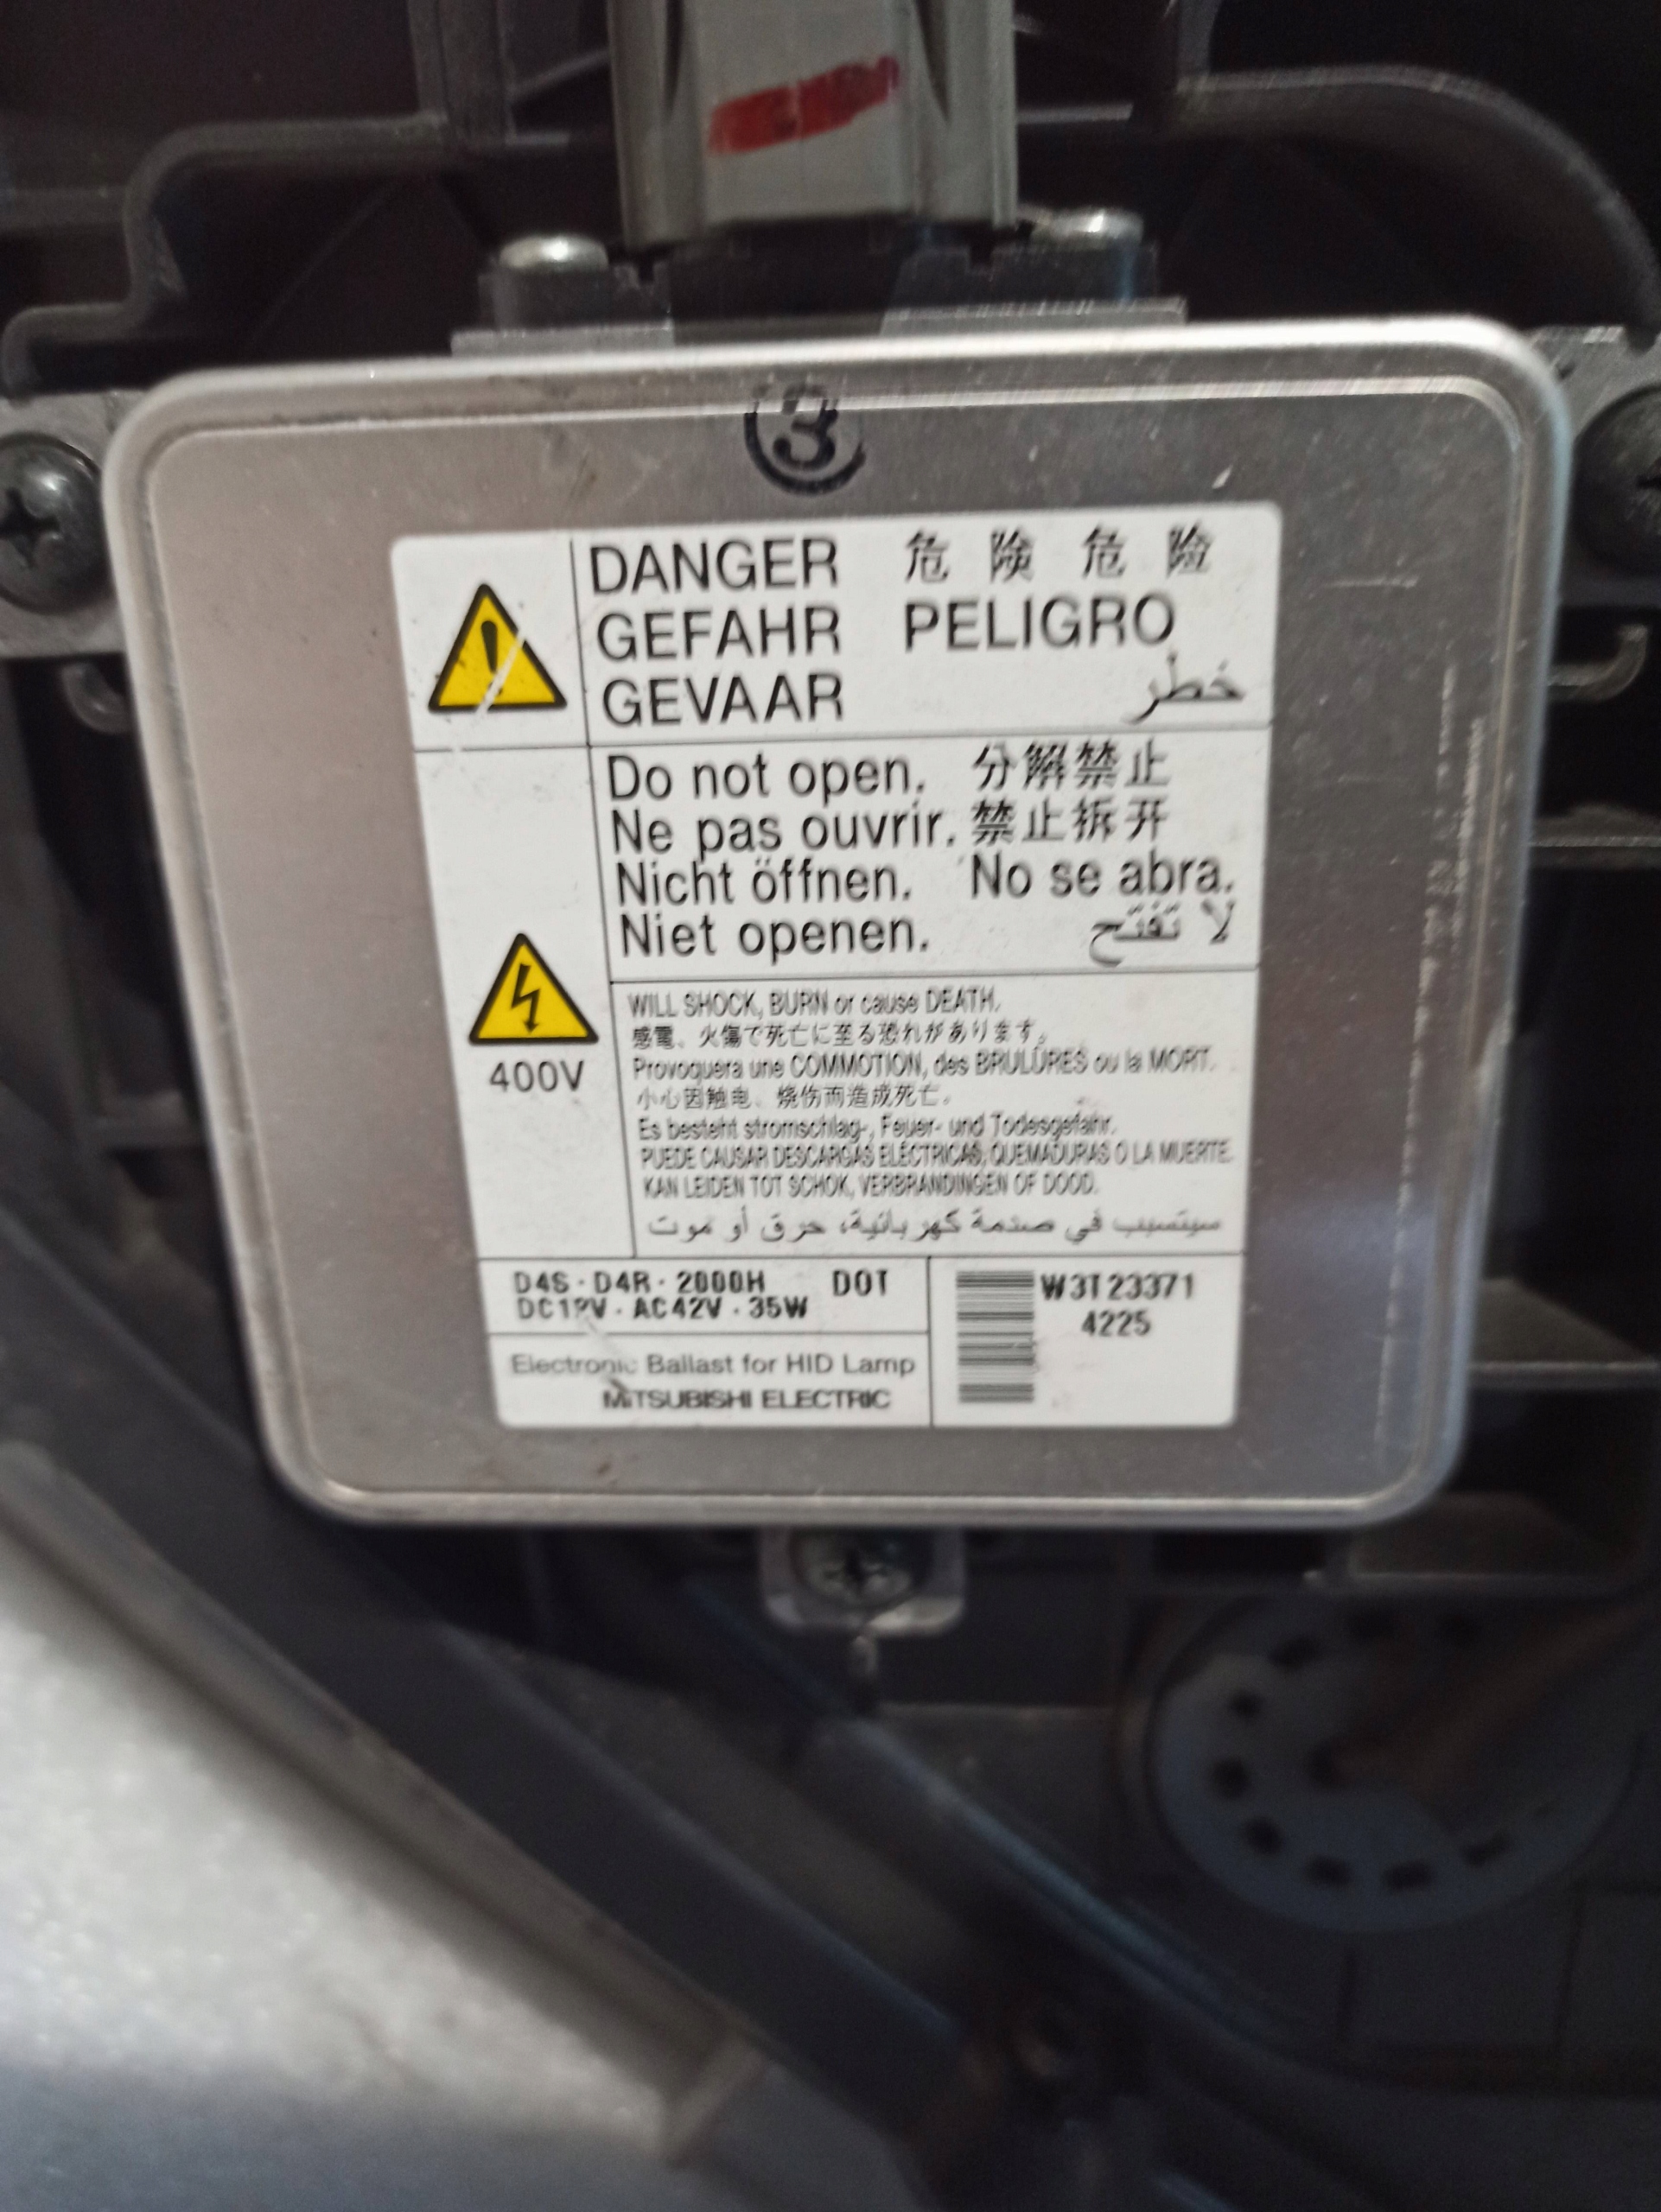 3
DANGER 危 険 危 险
GEFAHR PELIGRO
GEVAAR خطر
Do not open. 分解禁止
Ne pas ouvrir. 禁止拆开
Nicht öffnen. No se abra.
Niet openen. لا تفتح
400V
WILL SHOCK, BURN or cause DEATH.
感電、火傷で死亡に至る恐れがあります。
Provoquera une COMMOTION, des BRULURES ou la MORT.
小心因触电、烧伤而造成死亡。
Es besteht stromschlag-, Feuer- und Todesgefahr.
PUEDE CAUSAR DESCARGAS ELÉCTRICAS, QUEMADURAS O LA MUERTE.
KAN LEIDEN TOT SCHOK, VERBRANDINGEN OF DOOD.
سيتسبب في صدمة كهربائية، حرق أو موت
D4S · D4R · 2000H DOT
DC12V · AC42V · 35W
Electronic Ballast for HID Lamp
MITSUBISHI ELECTRIC
W3T23371
4225